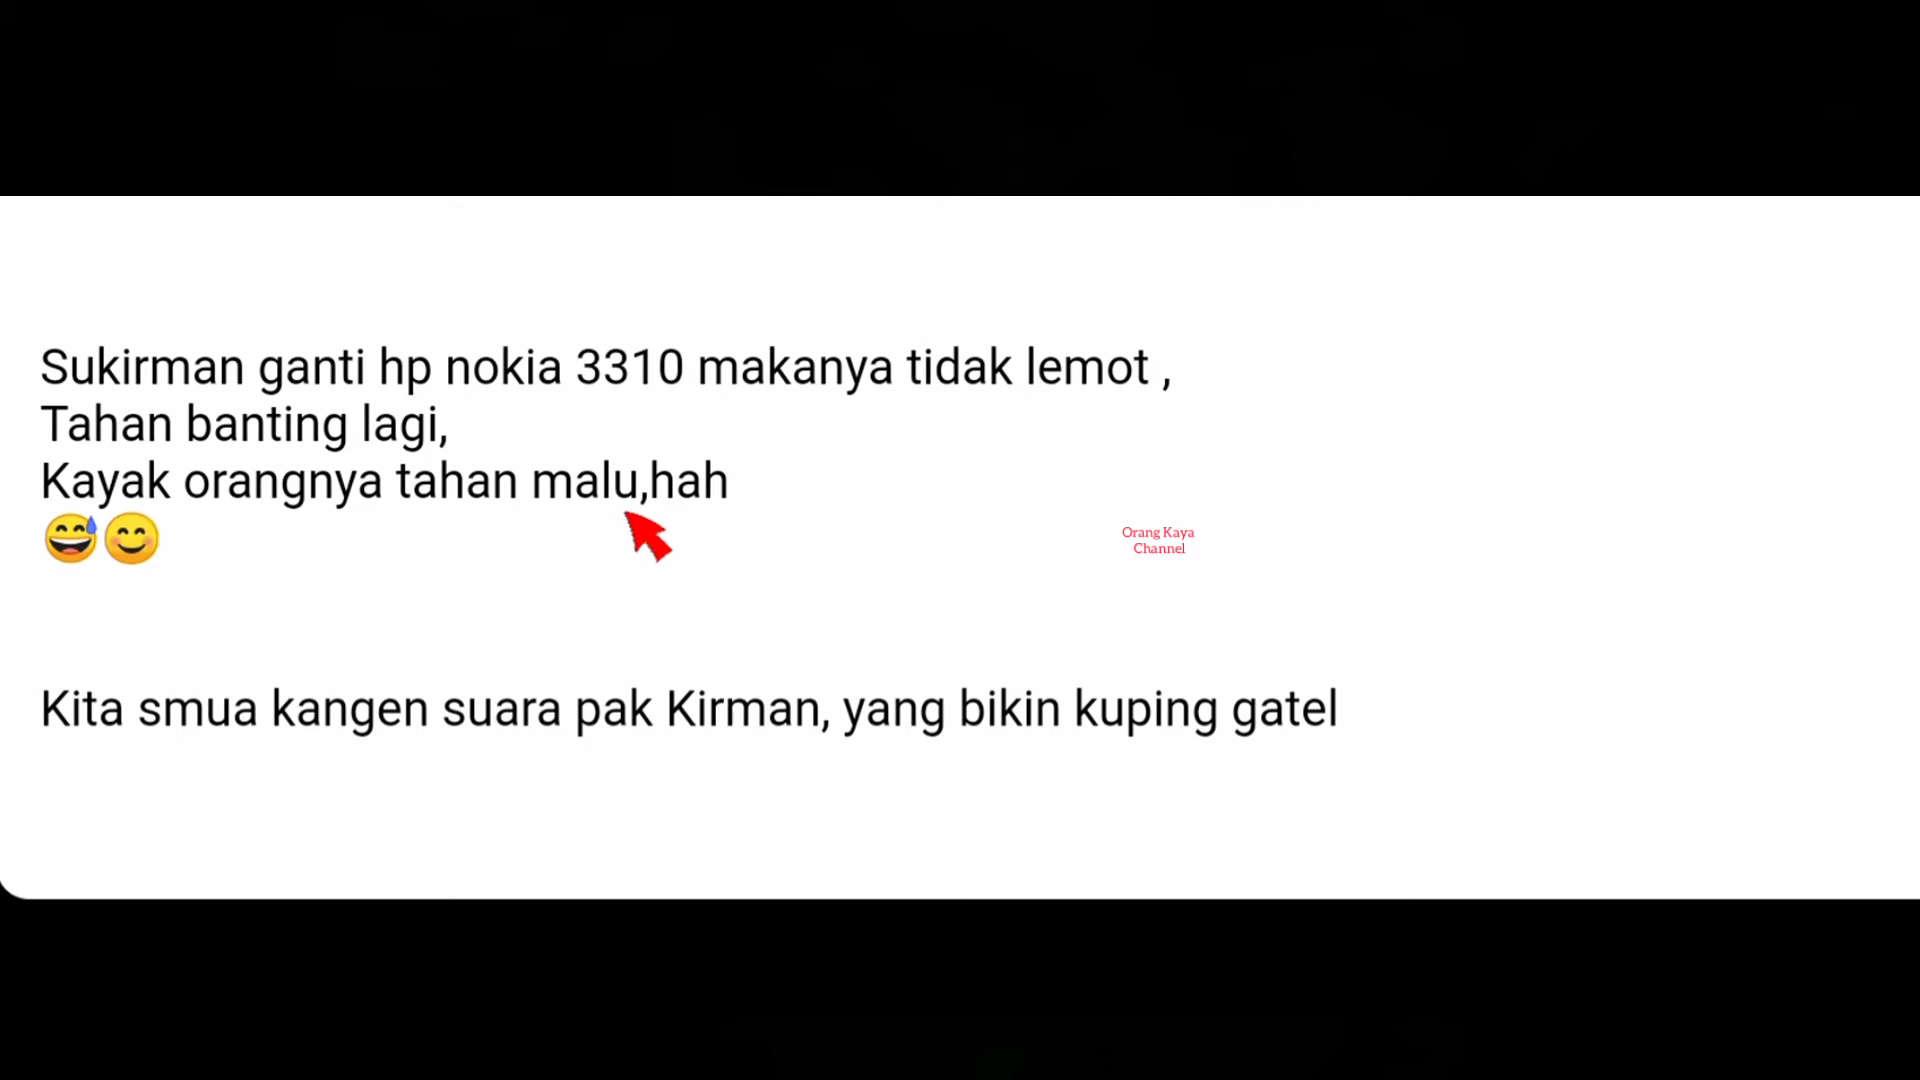 Sukirman ganti hp nokia 3310 makanya tidak lemot ,
Tahan banting lagi,
Kayak orangnya tahan malu,hah
😅😊
Orang Kaya
Channel
Kita smua kangen suara pak Kirman, yang bikin kuping gatel